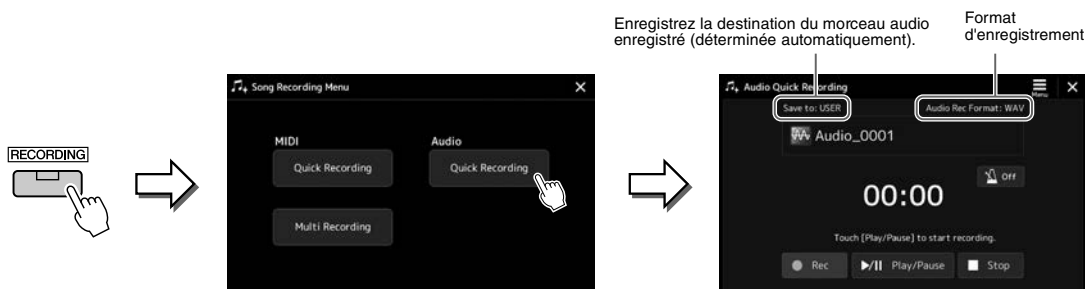 Enregistrez la destination du morceau audio
enregistré (déterminée automatiquement).
Format
d'enregistrement
RECORDING
Song Recording Menu
MIDI
Audio
Quick Recording
Quick Recording
Multi Recording
Audio Quick Recording
Menu
Save to: USER
Audio Rec Format: WAV
Audio_0001
Off
00:00
Touch [Play/Pause] to start recording.
Rec
Play/Pause
Stop